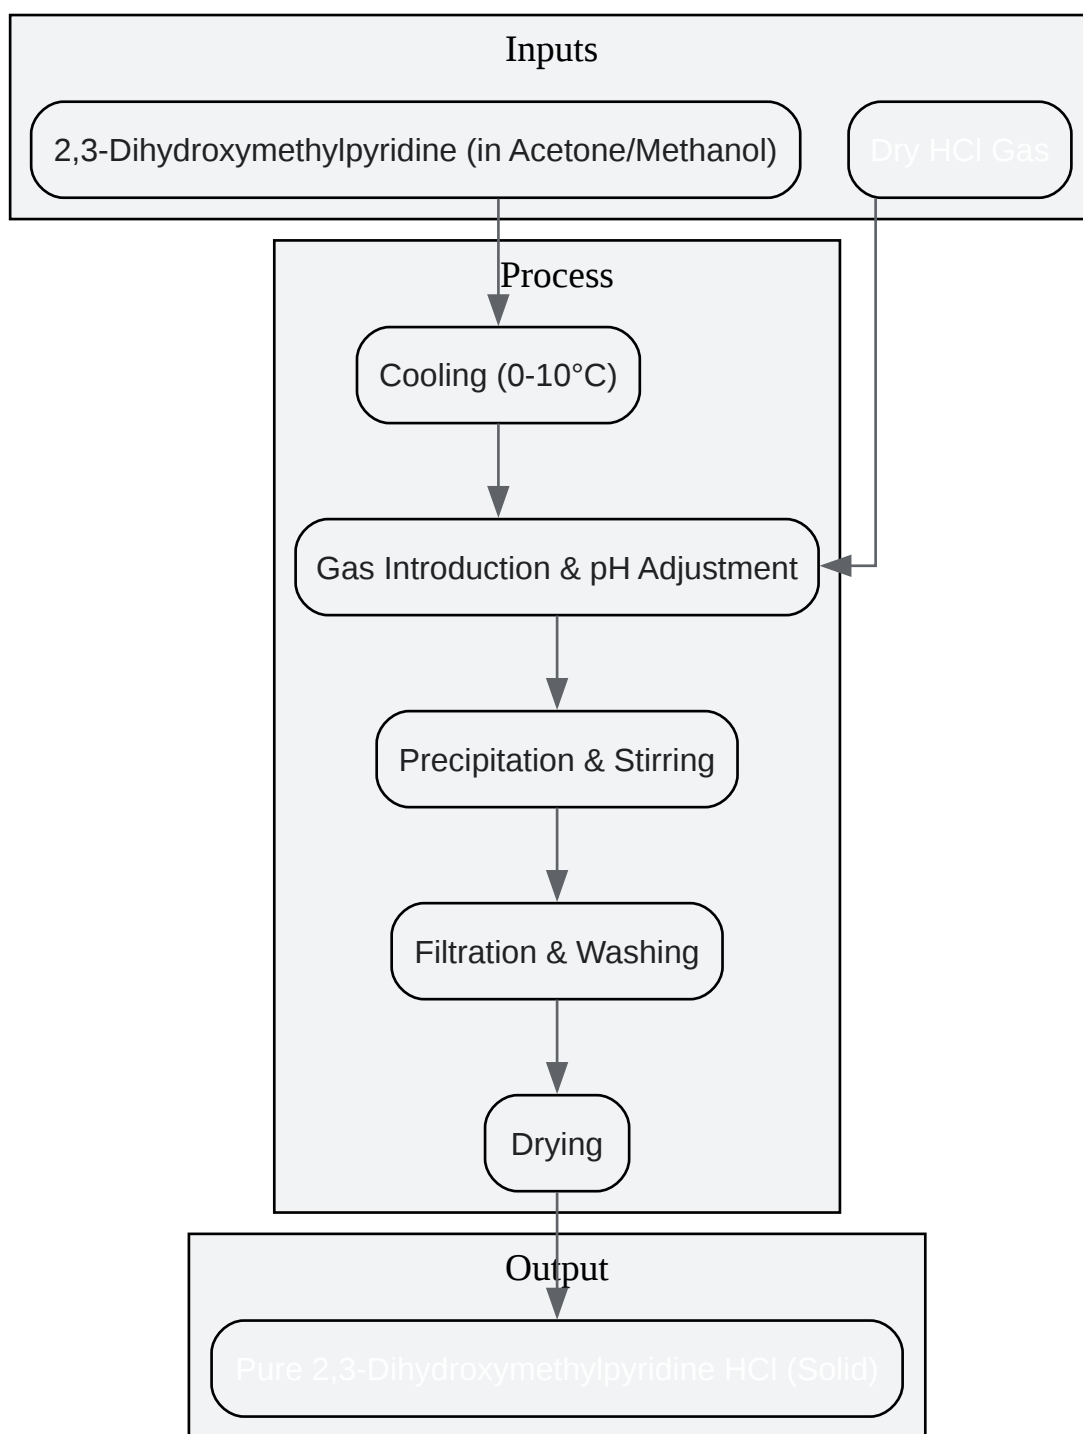 Inputs
2,3-Dihydroxymethylpyridine (in Acetone/Methanol)
Dry HCl Gas
Process
Cooling (0-10°C)
Gas Introduction & pH Adjustment
Precipitation & Stirring
Filtration & Washing
Drying
Output
Pure 2,3-Dihydroxymethylpyridine HCl (Solid)